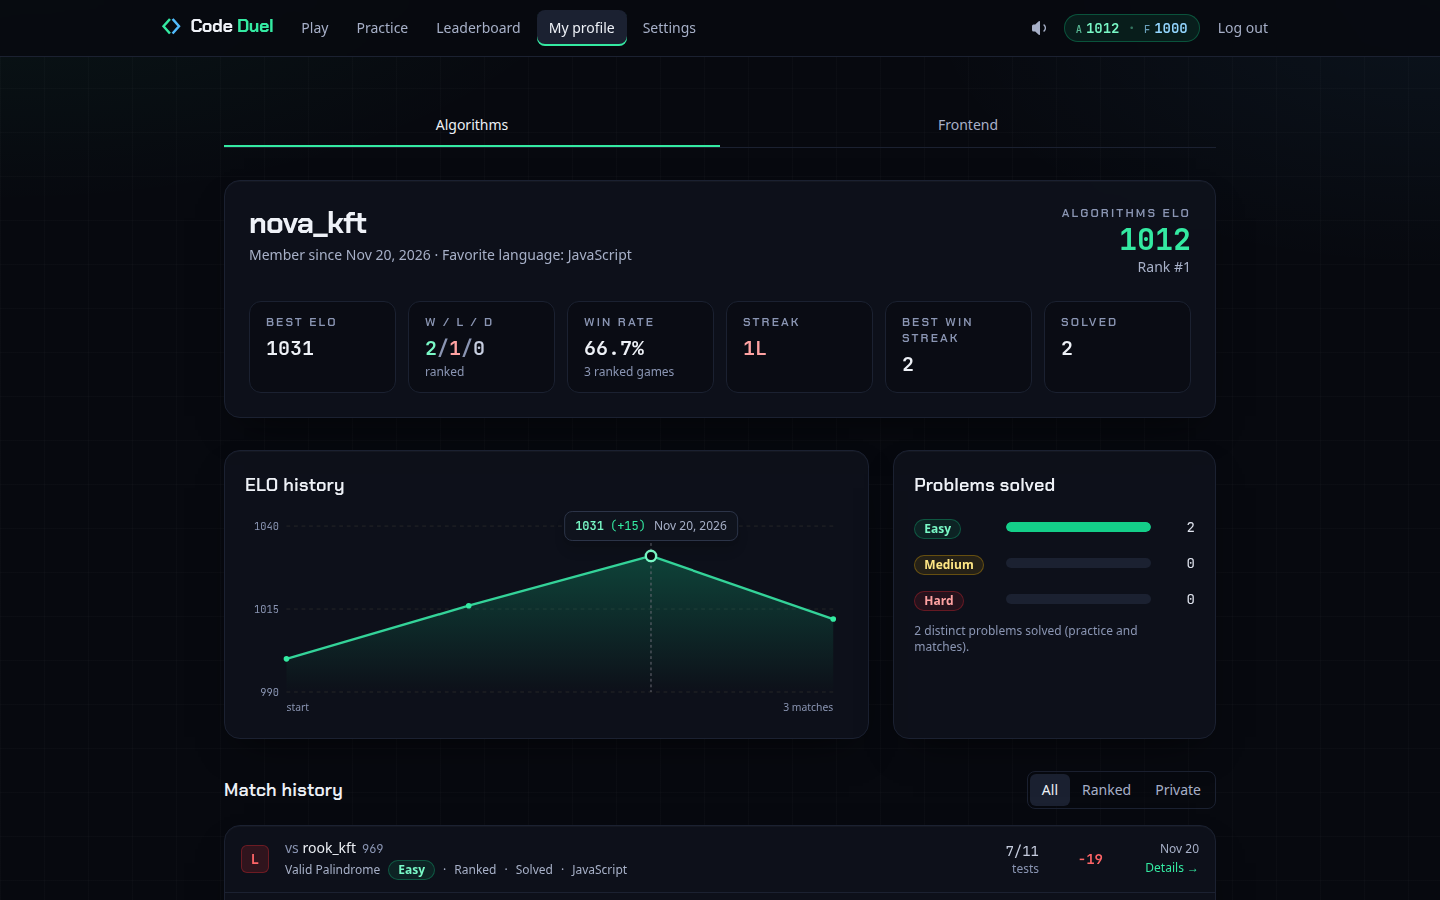 Code Duel Play Practice Leaderboard My profile Settings A 1012 · F 1000 Log out
Algorithms Frontend
nova_kft
Member since Nov 20, 2026 · Favorite language: JavaScript
ALGORITHMS ELO
1012
Rank #1
BEST ELO
1031
W / L / D
2/1/0
ranked
WIN RATE
66.7%
3 ranked games
STREAK
1L
BEST WIN
STREAK
2
SOLVED
2
ELO history
1040
1015
990
1031 (+15) Nov 20, 2026
start 3 matches
Problems solved
Easy 2
Medium 0
Hard 0
2 distinct problems solved (practice and
matches).
Match history
All Ranked Private
L
vs rook_kft 969
Valid Palindrome Easy · Ranked · Solved · JavaScript
7/11
tests
-19
Nov 20
Details →